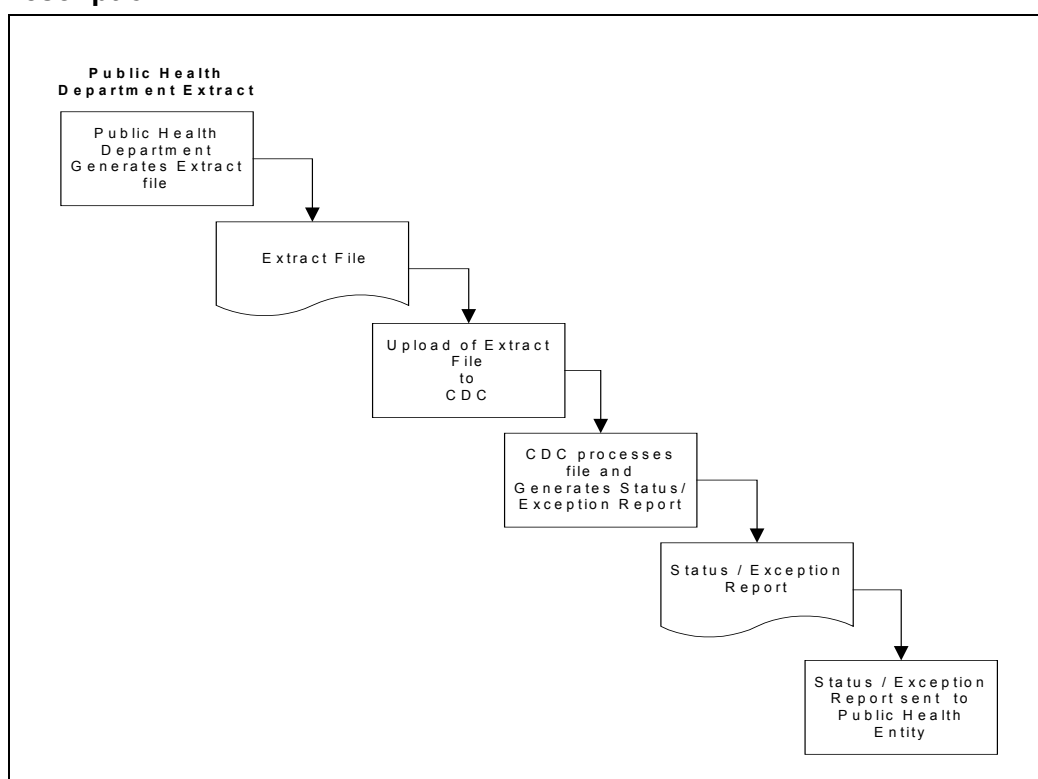 Public Health
Department Extract
Public Health
Department
Generates Extract
file
Extract File
Upload of Extract
File
to
CDC
CDC processes
file and
Generates Status/
Exception Report
Status / Exception
Report
Status / Exception
Report sent to
Public Health
Entity